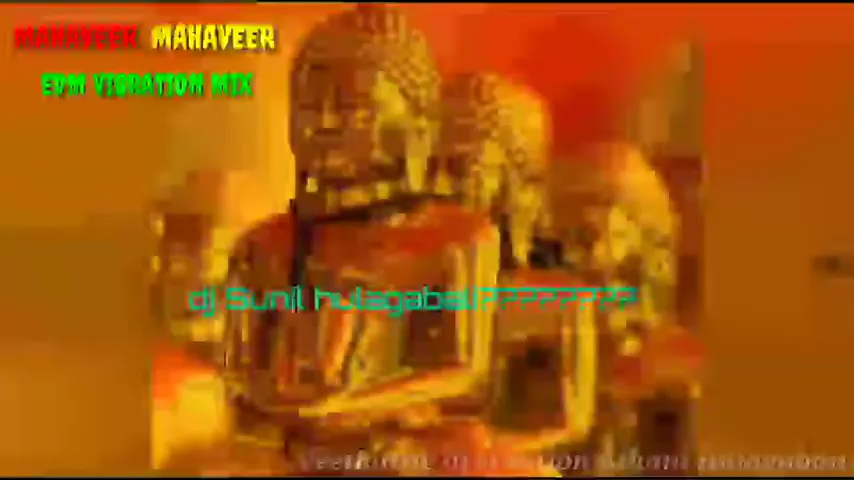 MAHAVEER MAHAVEER
EDM VIBRATION MIX
dj Sunil hulagabali????????